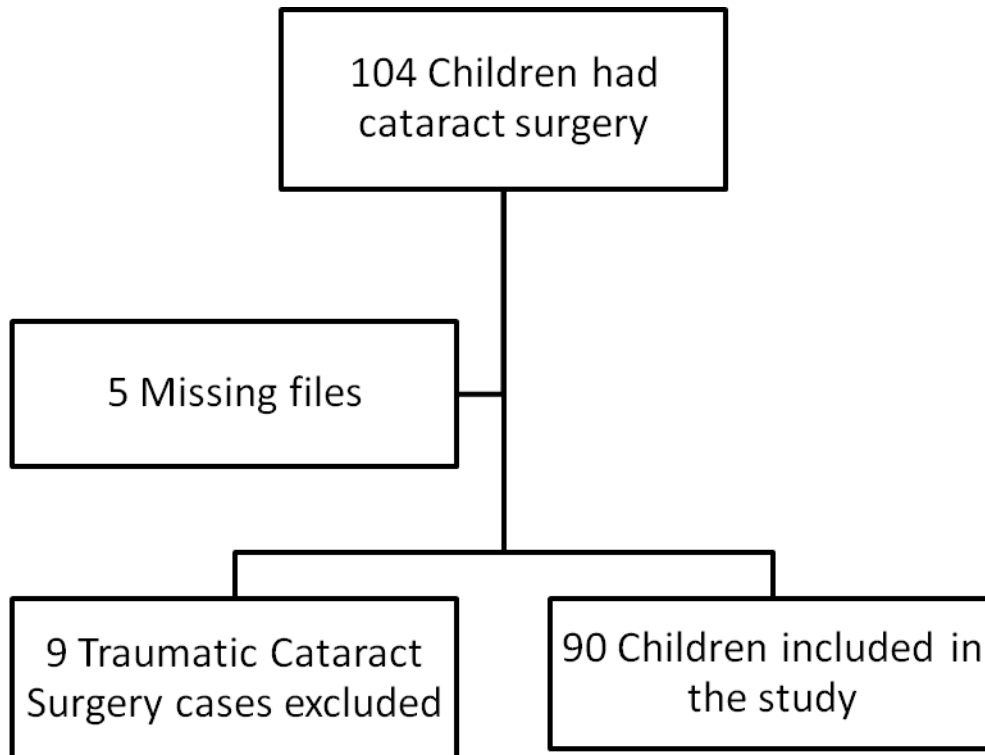 104 Children had
cataract surgery
5 Missing files
9 Traumatic Cataract
Surgery cases excluded
90 Children included in
the study